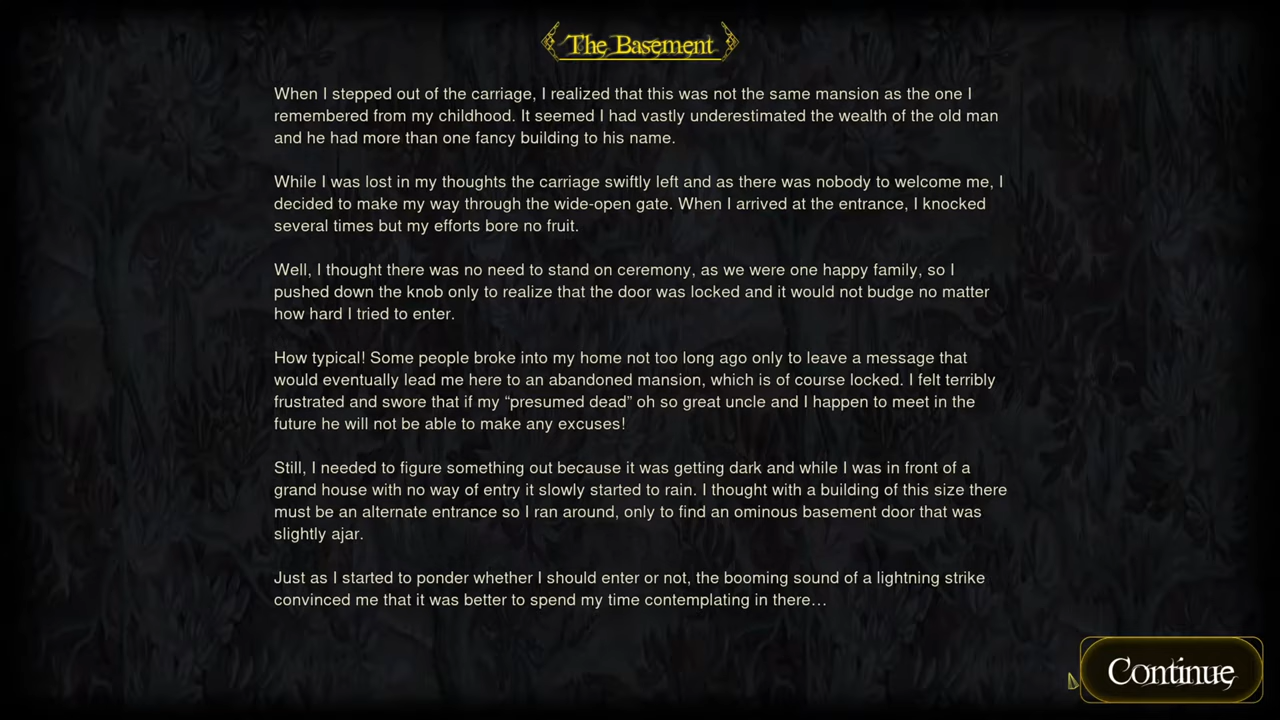 The Basement
When I stepped out of the carriage, I realized that this was not the same mansion as the one I
remembered from my childhood. It seemed I had vastly underestimated the wealth of the old man
and he had more than one fancy building to his name.
While I was lost in my thoughts the carriage swiftly left and as there was nobody to welcome me, I
decided to make my way through the wide-open gate. When I arrived at the entrance, I knocked
several times but my efforts bore no fruit.
Well, I thought there was no need to stand on ceremony, as we were one happy family, so I
pushed down the knob only to realize that the door was locked and it would not budge no matter
how hard I tried to enter.
How typical! Some people broke into my home not too long ago only to leave a message that
would eventually lead me here to an abandoned mansion, which is of course locked. I felt terribly
frustrated and swore that if my “presumed dead” oh so great uncle and I happen to meet in the
future he will not be able to make any excuses!
Still, I needed to figure something out because it was getting dark and while I was in front of a
grand house with no way of entry it slowly started to rain. I thought with a building of this size there
must be an alternate entrance so I ran around, only to find an ominous basement door that was
slightly ajar.
Just as I started to ponder whether I should enter or not, the booming sound of a lightning strike
convinced me that it was better to spend my time contemplating in there…
Continue